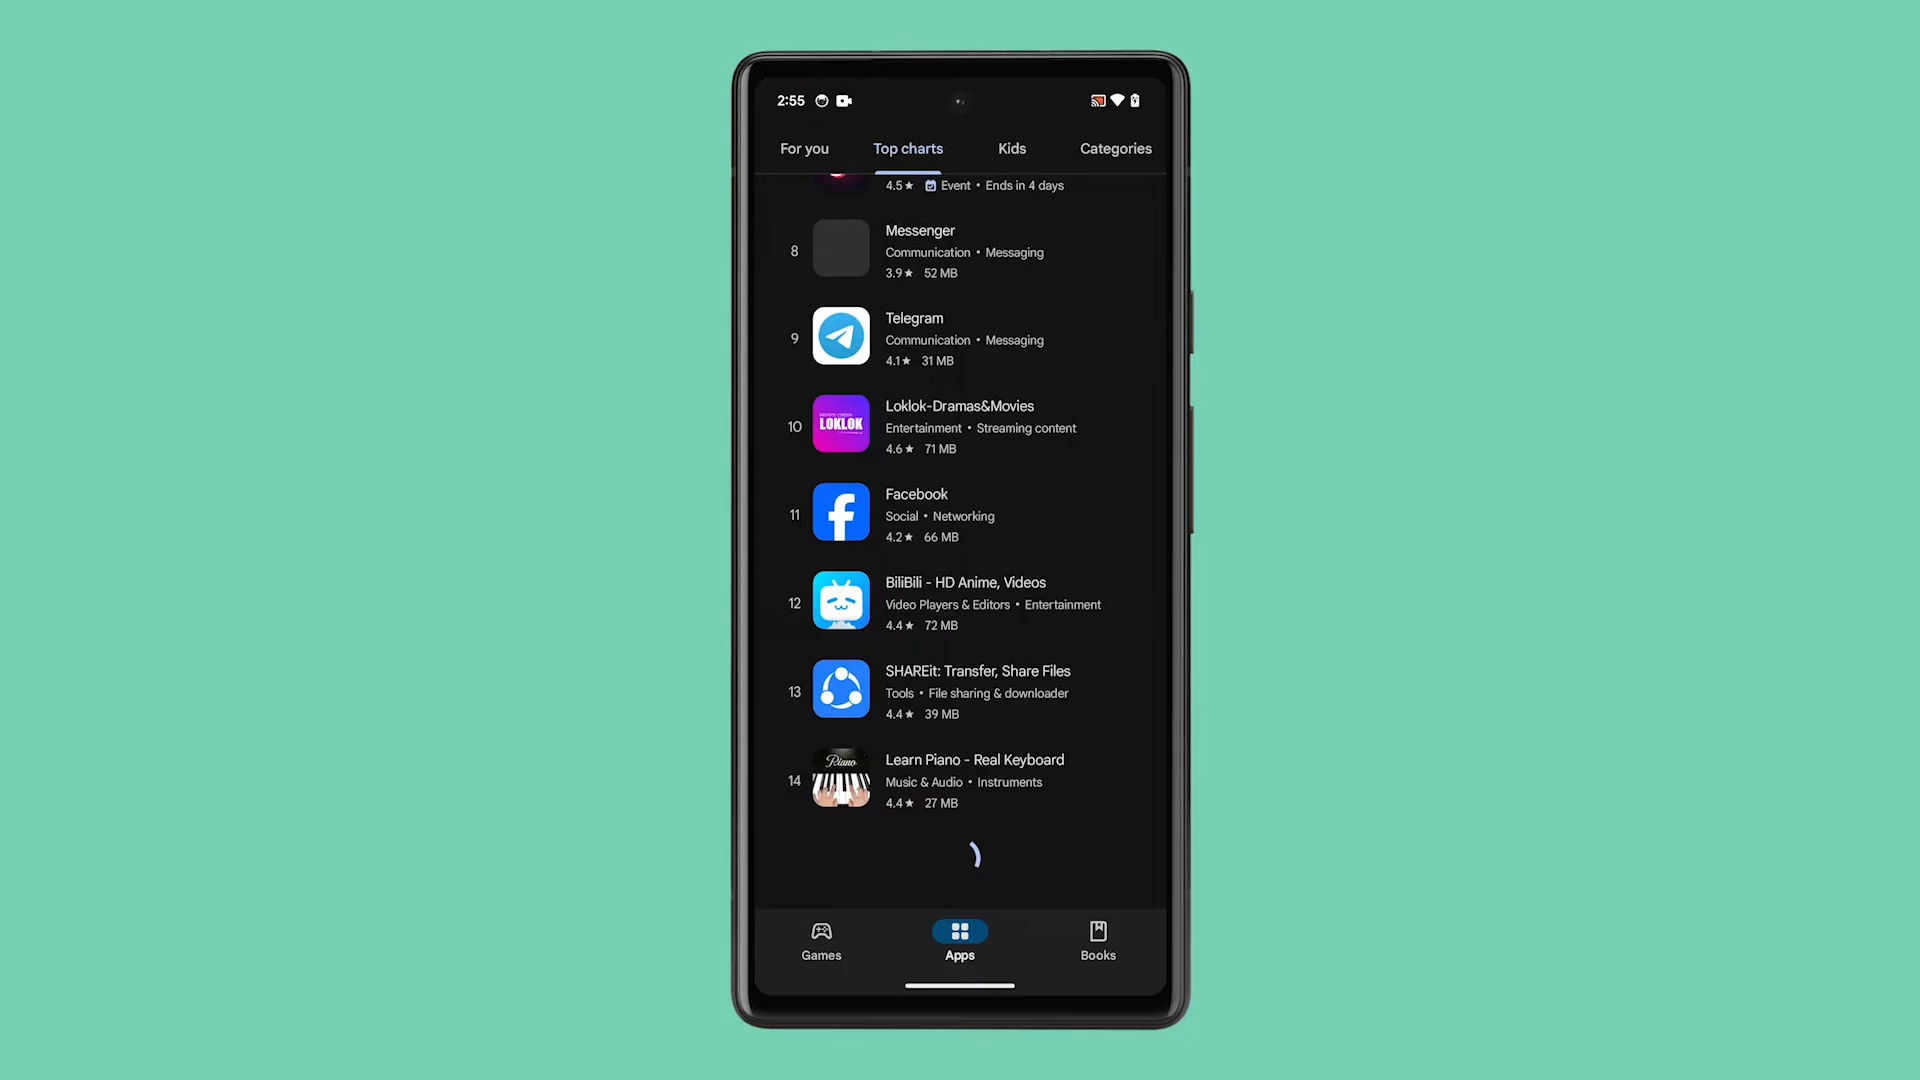 2:55
For you Top charts Kids Categories
4.5★ Event • Ends in 4 days
8
Messenger
Communication • Messaging
3.9★ 52 MB
9
Telegram
Communication • Messaging
4.1★ 31 MB
10
LOKLOK
Loklok-Dramas&Movies
Entertainment • Streaming content
4.6★ 71 MB
11
Facebook
Social • Networking
4.2★ 66 MB
12
BiliBili - HD Anime, Videos
Video Players & Editors • Entertainment
4.4★ 72 MB
13
SHAREit: Transfer, Share Files
Tools • File sharing & downloader
4.4★ 39 MB
14
Piano
Learn Piano - Real Keyboard
Music & Audio • Instruments
4.4★ 27 MB
Games Apps Books